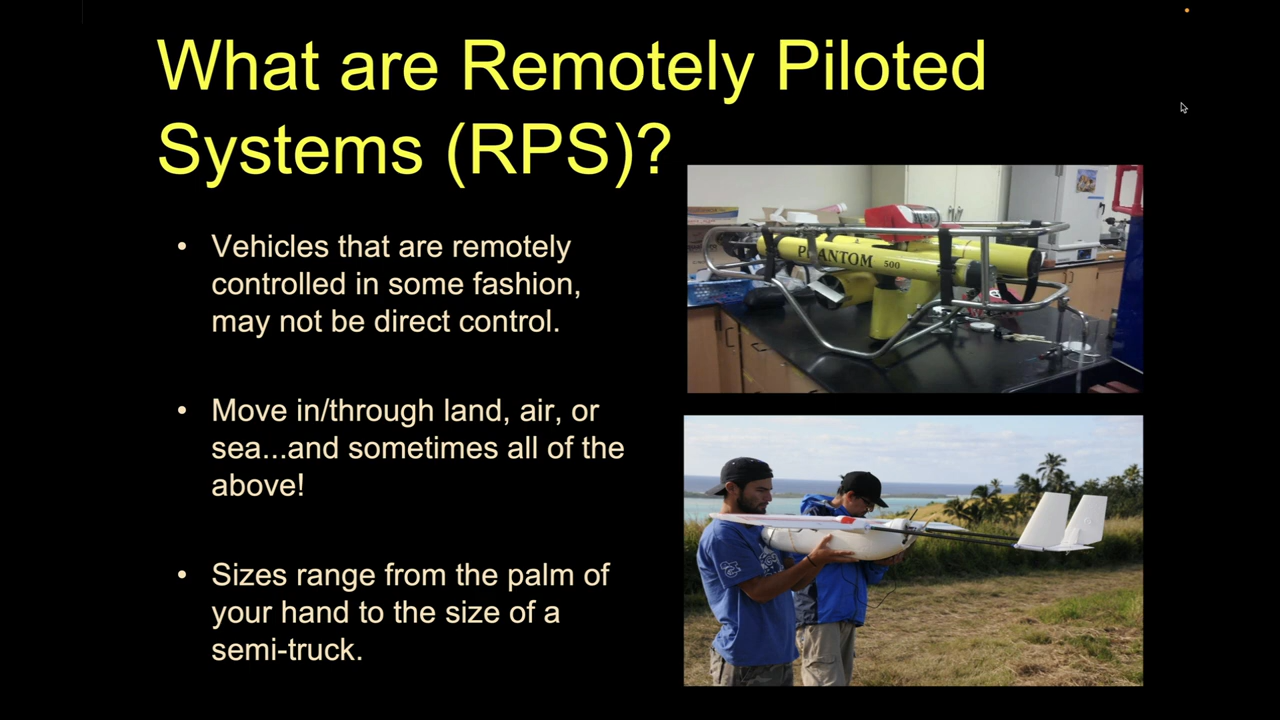 What are Remotely Piloted
Systems (RPS)?
• Vehicles that are remotely
controlled in some fashion,
may not be direct control.
• Move in/through land, air, or
sea...and sometimes all of the
above!
• Sizes range from the palm of
your hand to the size of a
semi-truck.
PHANTOM 500